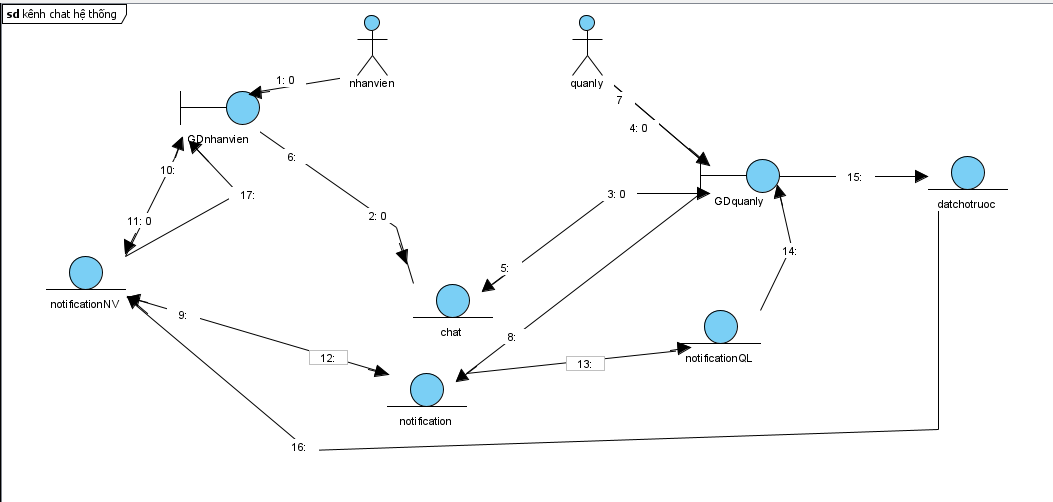 sd kênh chat hệ thống
nhanvien
quanly
1: 0
7
GDnhanvien
4: 0
6:
10:
17:
15:
3: 0
GDquanly
datchotruoc
2: 0
11: 0
14:
5:
notificationNV
chat
9:
8:
12:
13:
notificationQL
notification
16: